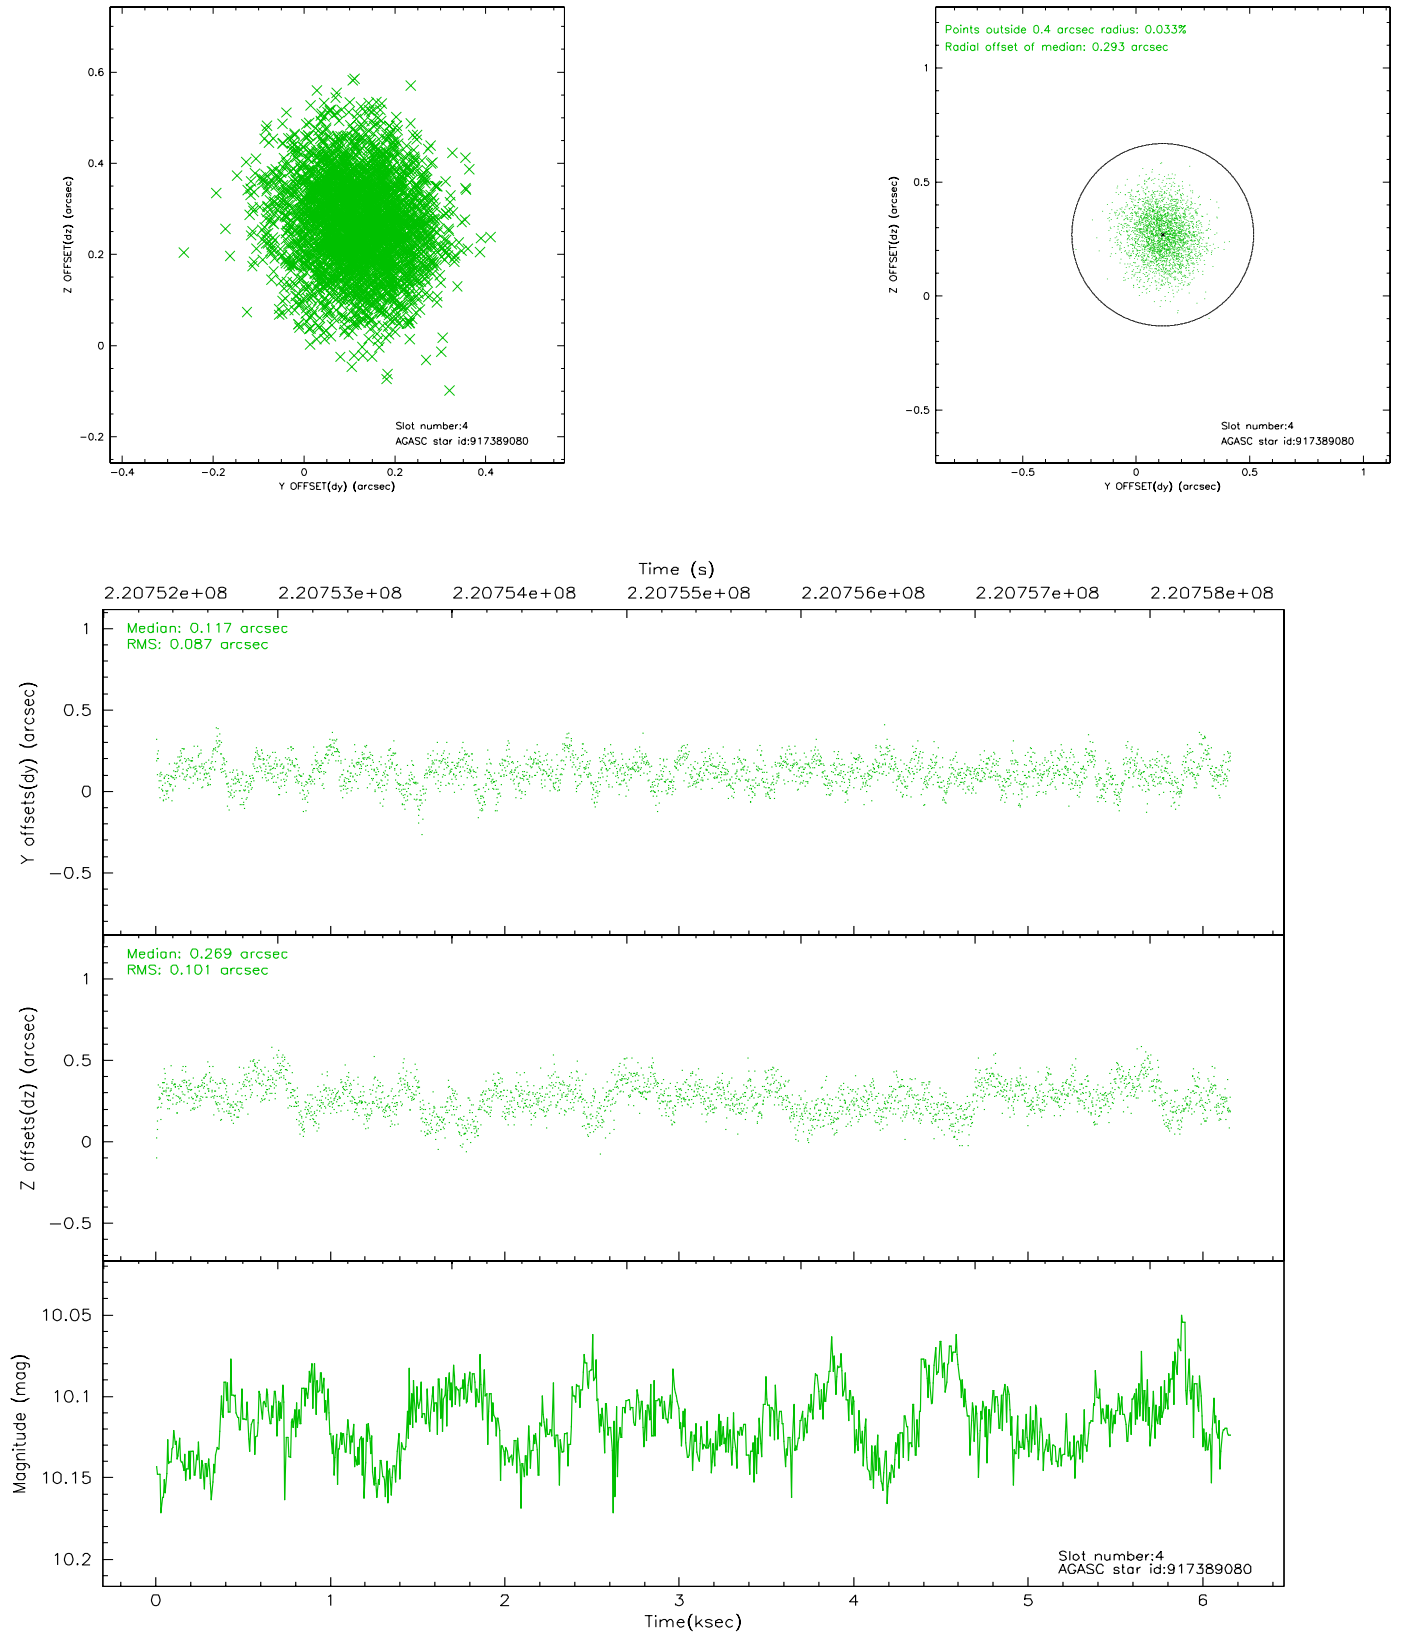 0.6
0.4
0.2
0
−0.2
Z OFFSET(dz) (arcsec)
−0.4 −0.2 0 0.2 0.4
Y OFFSET(dy) (arcsec)
Slot number:4
AGASC star id:917389080
Points outside 0.4 arcsec radius: 0.033%
Radial offset of median: 0.293 arcsec
1
0.5
0
−0.5
Z OFFSET(dz) (arcsec)
−0.5 0 0.5 1
Y OFFSET(dy) (arcsec)
Slot number:4
AGASC star id:917389080
Time (s)
2.20752e+08 2.20753e+08 2.20754e+08 2.20755e+08 2.20756e+08 2.20757e+08 2.20758e+08
Median: 0.117 arcsec
RMS: 0.087 arcsec
1
0.5
0
−0.5
Y offsets(dy) (arcsec)
Median: 0.269 arcsec
RMS: 0.101 arcsec
1
0.5
0
−0.5
Z offsets(dz) (arcsec)
10.05
10.1
10.15
10.2
Magnitude (mag)
Slot number:4
AGASC star id:917389080
0 1 2 3 4 5 6
Time(ksec)